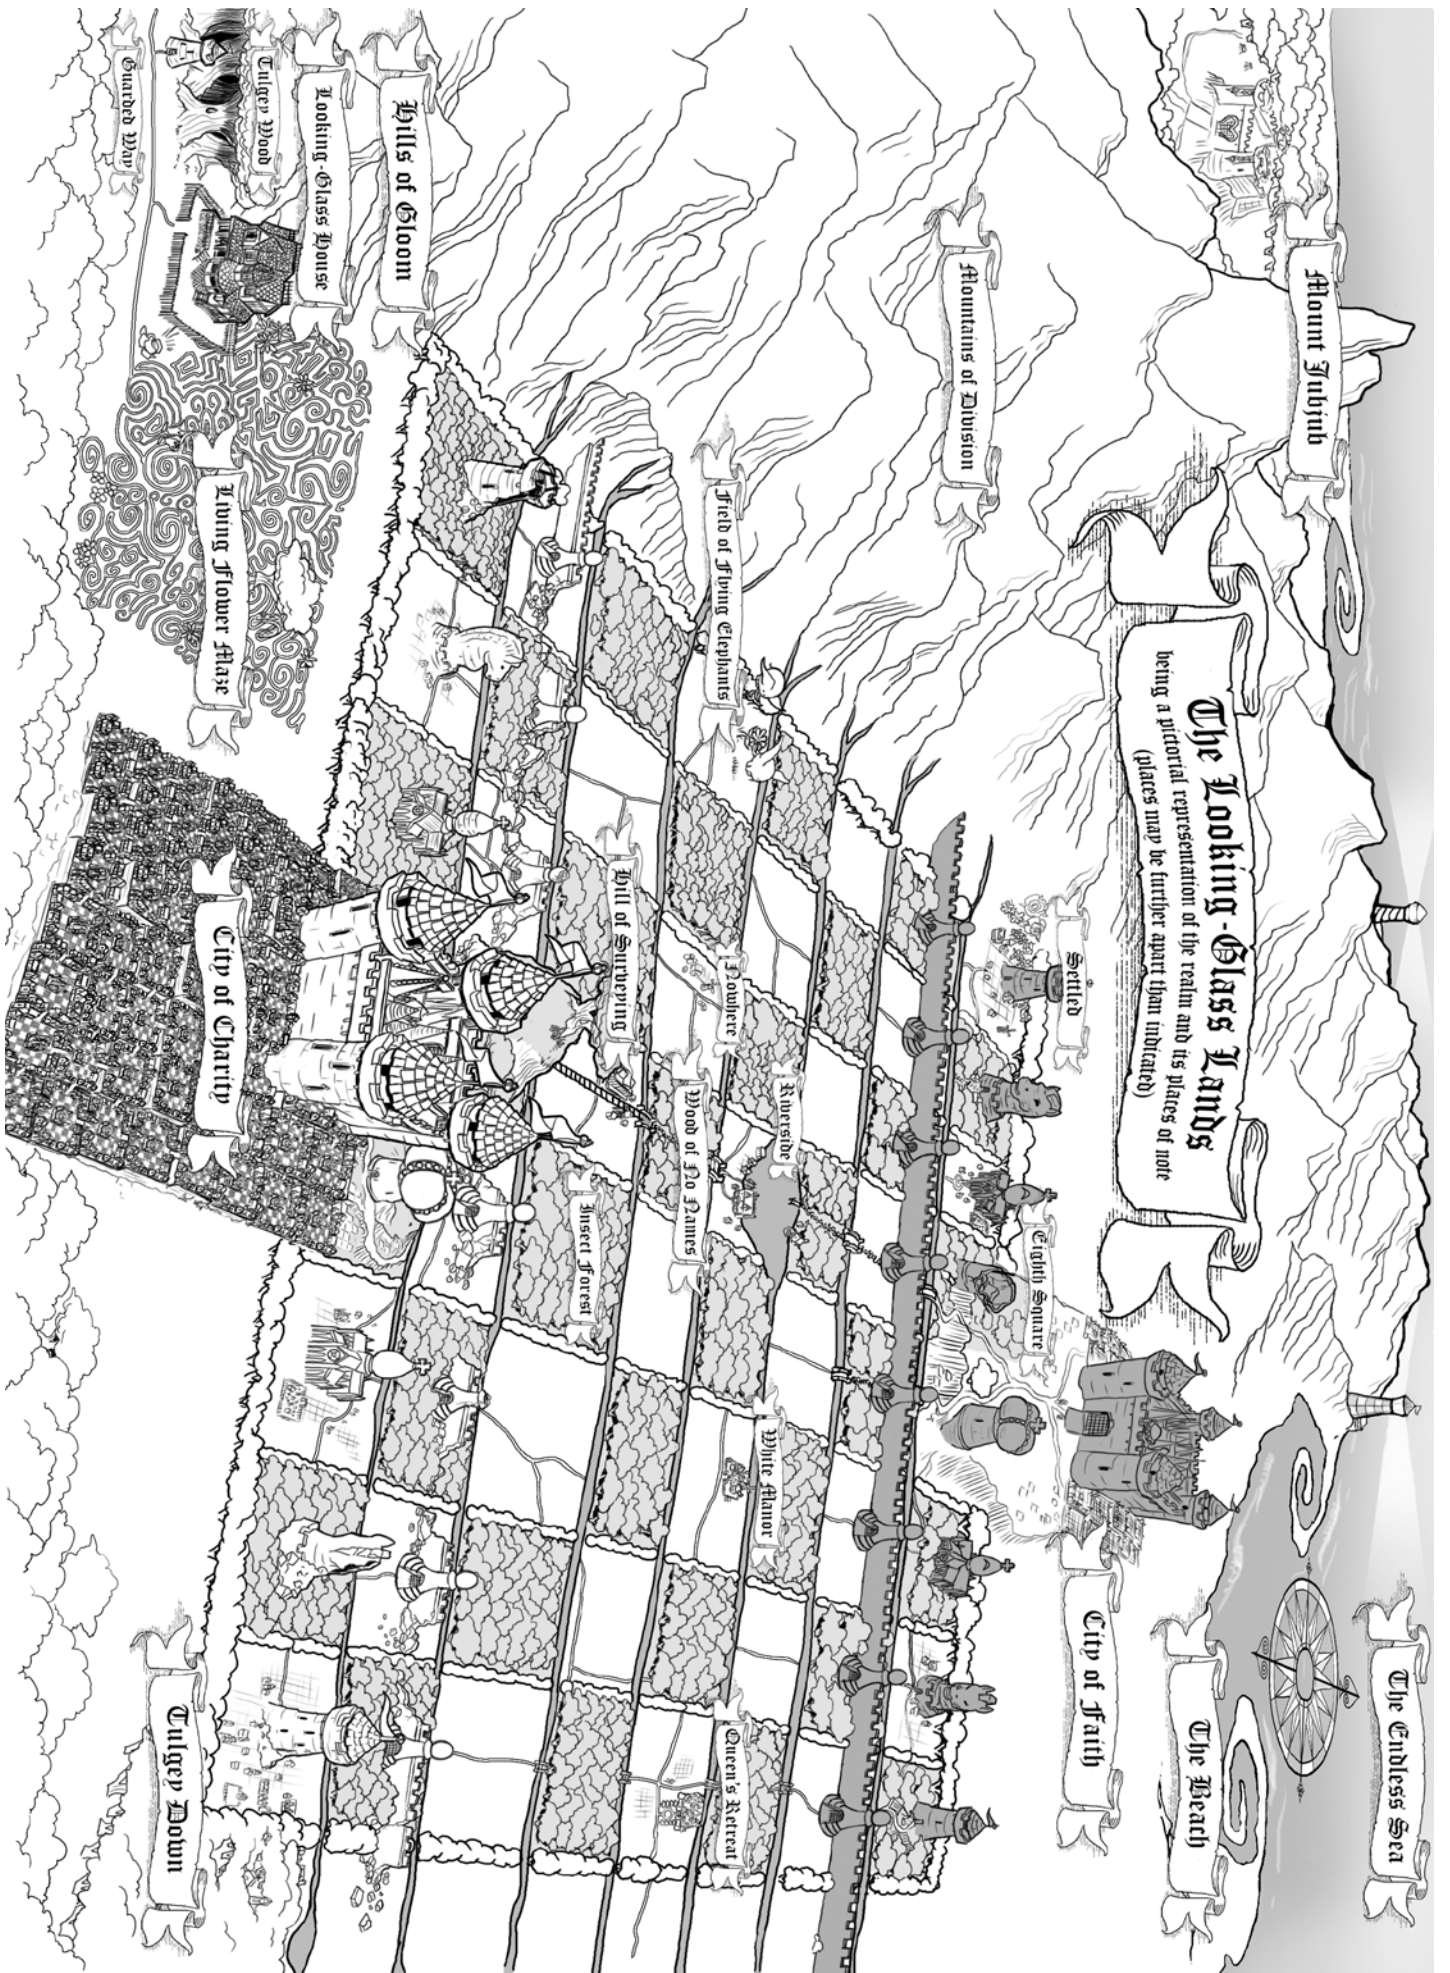 The Looking-Glass Lands
being a pictorial representation of the realm and its places of note
(places may be further apart than indicated)
The Endless Sea
Mount Jubjub
The Beach
City of Faith
Mountains of Division
Settled
Eighth Square
Field of Flying Elephants
Nowhere
Riverside
White Manor
Queen's Retreat
Hill of Surveying
Wood of No Names
Insect Forest
Hills of Gloom
Looking-Glass House
Tulgey Wood
Guarded Way
Living Flower Maze
City of Charity
Tulgey Down